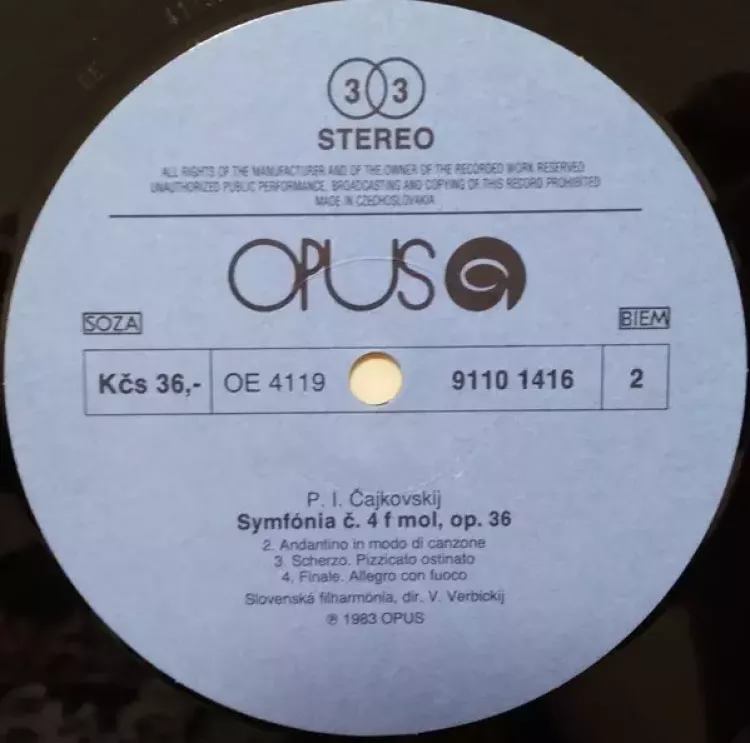 33
STEREO
ALL RIGHTS OF THE MANUFACTURER AND OF THE OWNER OF THE RECORDED WORK RESERVED
UNAUTHORIZED PUBLIC PERFORMANCE, BROADCASTING AND COPYING OF THIS RECORD PROHIBITED
MADE IN CZECHOSLOVAKIA
OPUS
SOZA
BIEM
Kčs 36,- OE 4119 9110 1416 2
P. I. Čajkovskij
Symfónia č. 4 f mol, op. 36
2. Andantino in modo di canzone
3. Scherzo. Pizzicato ostinato
4. Finale. Allegro con fuoco
Slovenská filharmónia, dir. V. Verbickij
℗ 1983 OPUS